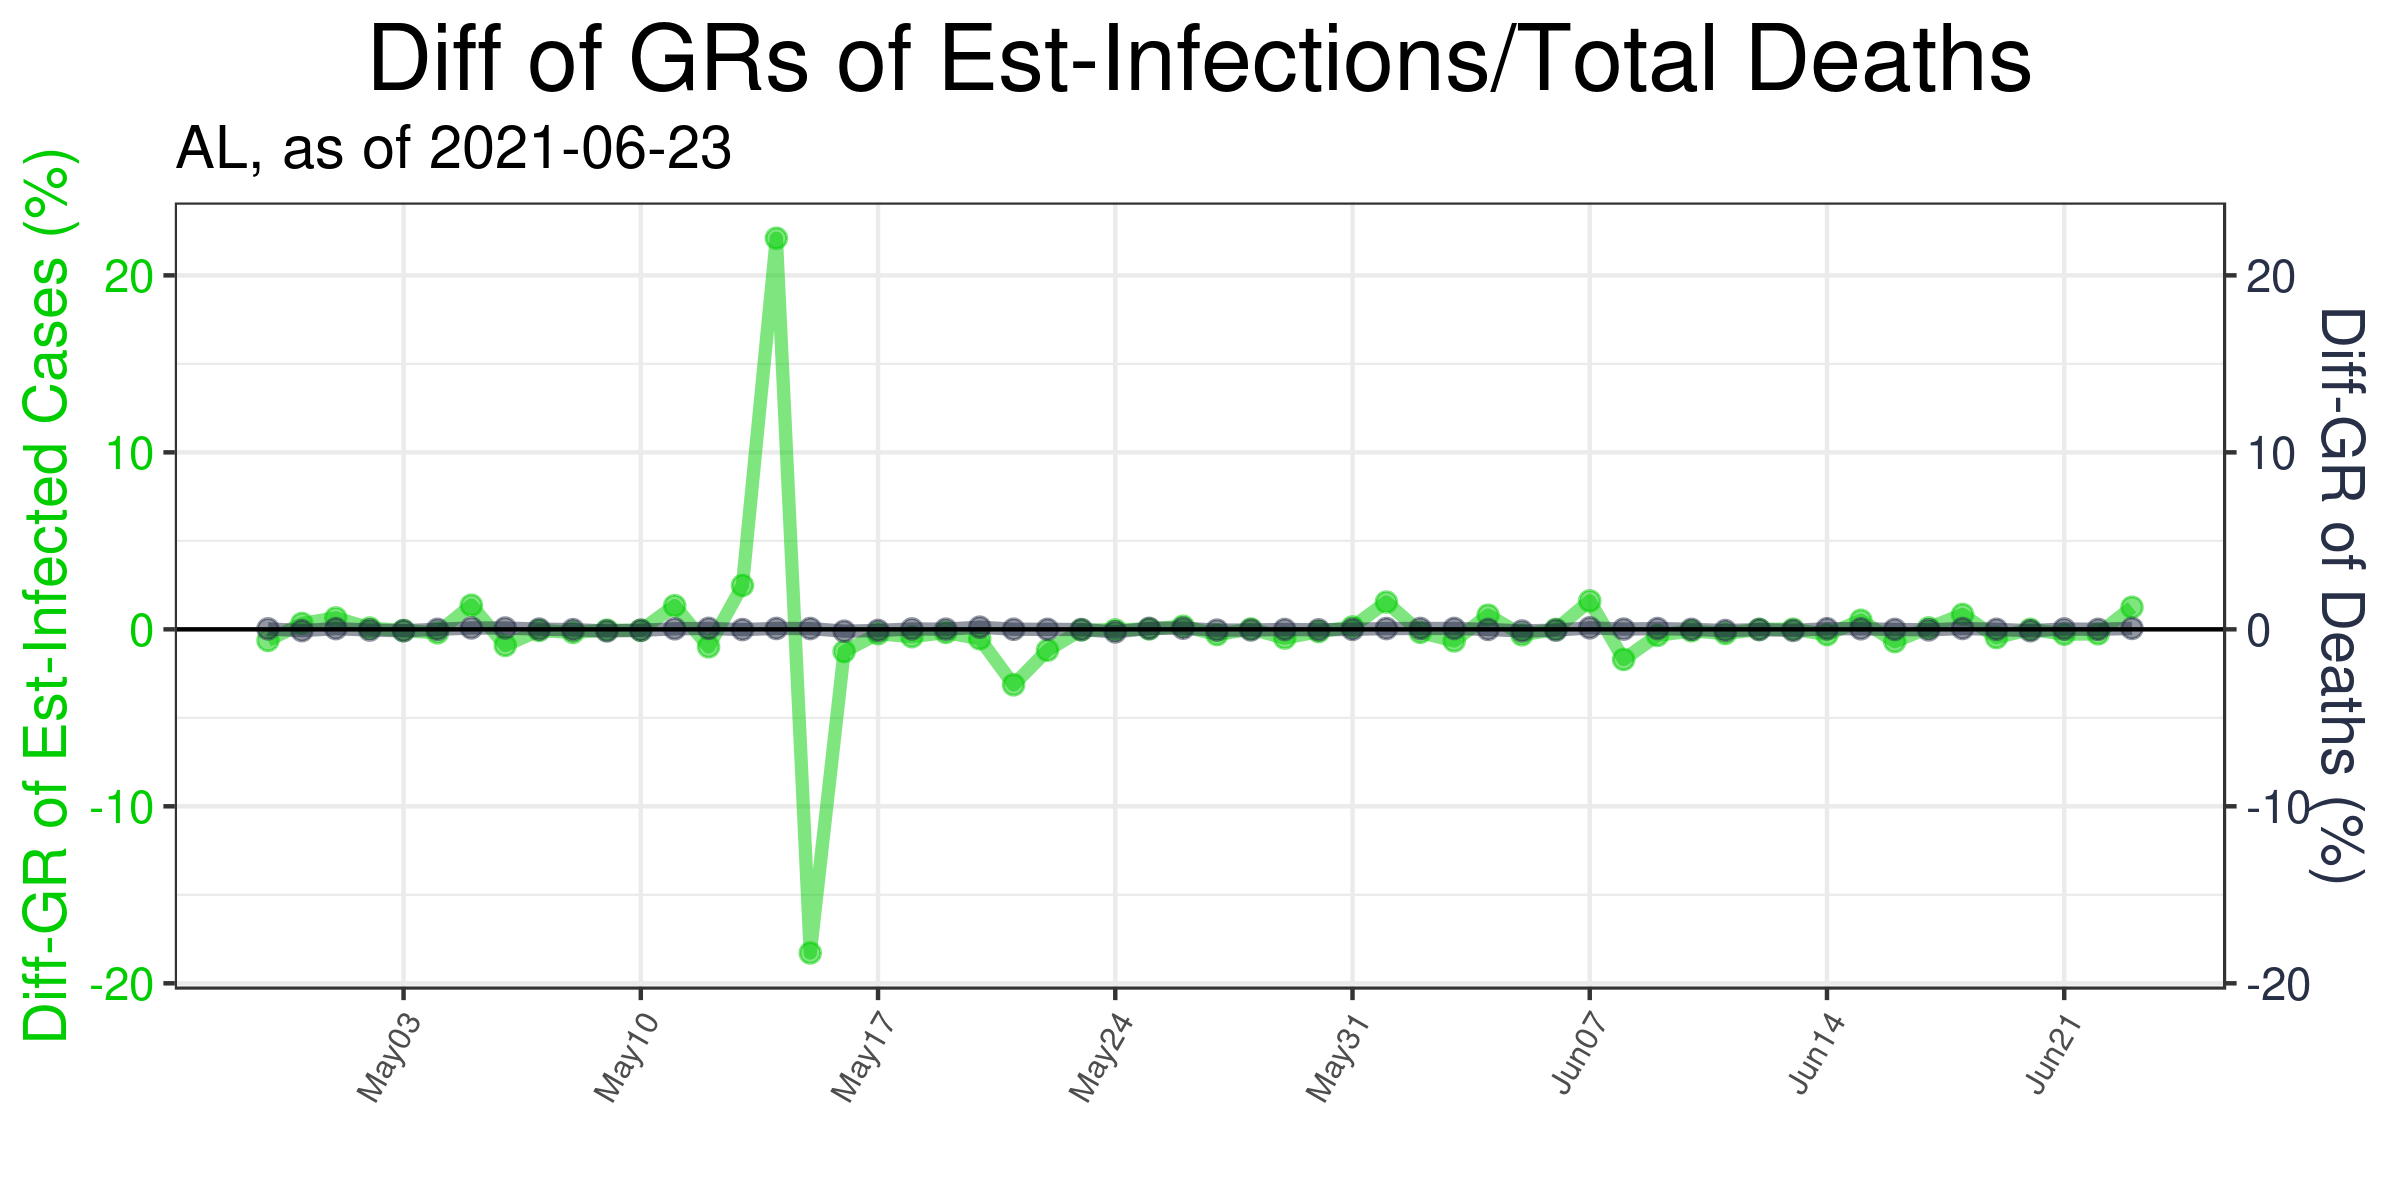 Diff of GRs of Est-Infections/Total Deaths
AL, as of 2021-06-23
Diff-GR of Est-Infected Cases (%)
20
10
0
-10
-20
20
10
0
-10
-20
Diff-GR of Deaths (%)
May03
May10
May17
May24
May31
Jun07
Jun14
Jun21